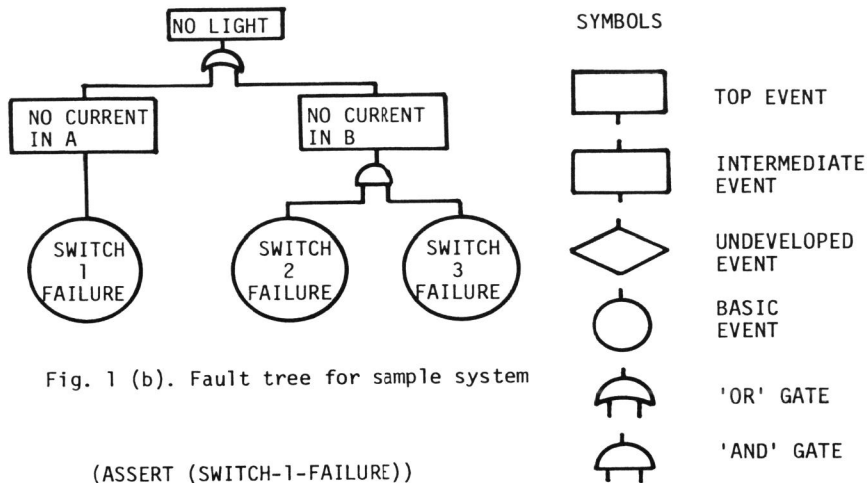 NO LIGHT
NO CURRENT
IN A
NO CURRENT
IN B
SWITCH
1
FAILURE
SWITCH
2
FAILURE
SWITCH
3
FAILURE
Fig. 1 (b). Fault tree for sample system
(ASSERT (SWITCH-1-FAILURE))
SYMBOLS
TOP EVENT
INTERMEDIATE
EVENT
UNDEVELOPED
EVENT
BASIC
EVENT
'OR' GATE
'AND' GATE